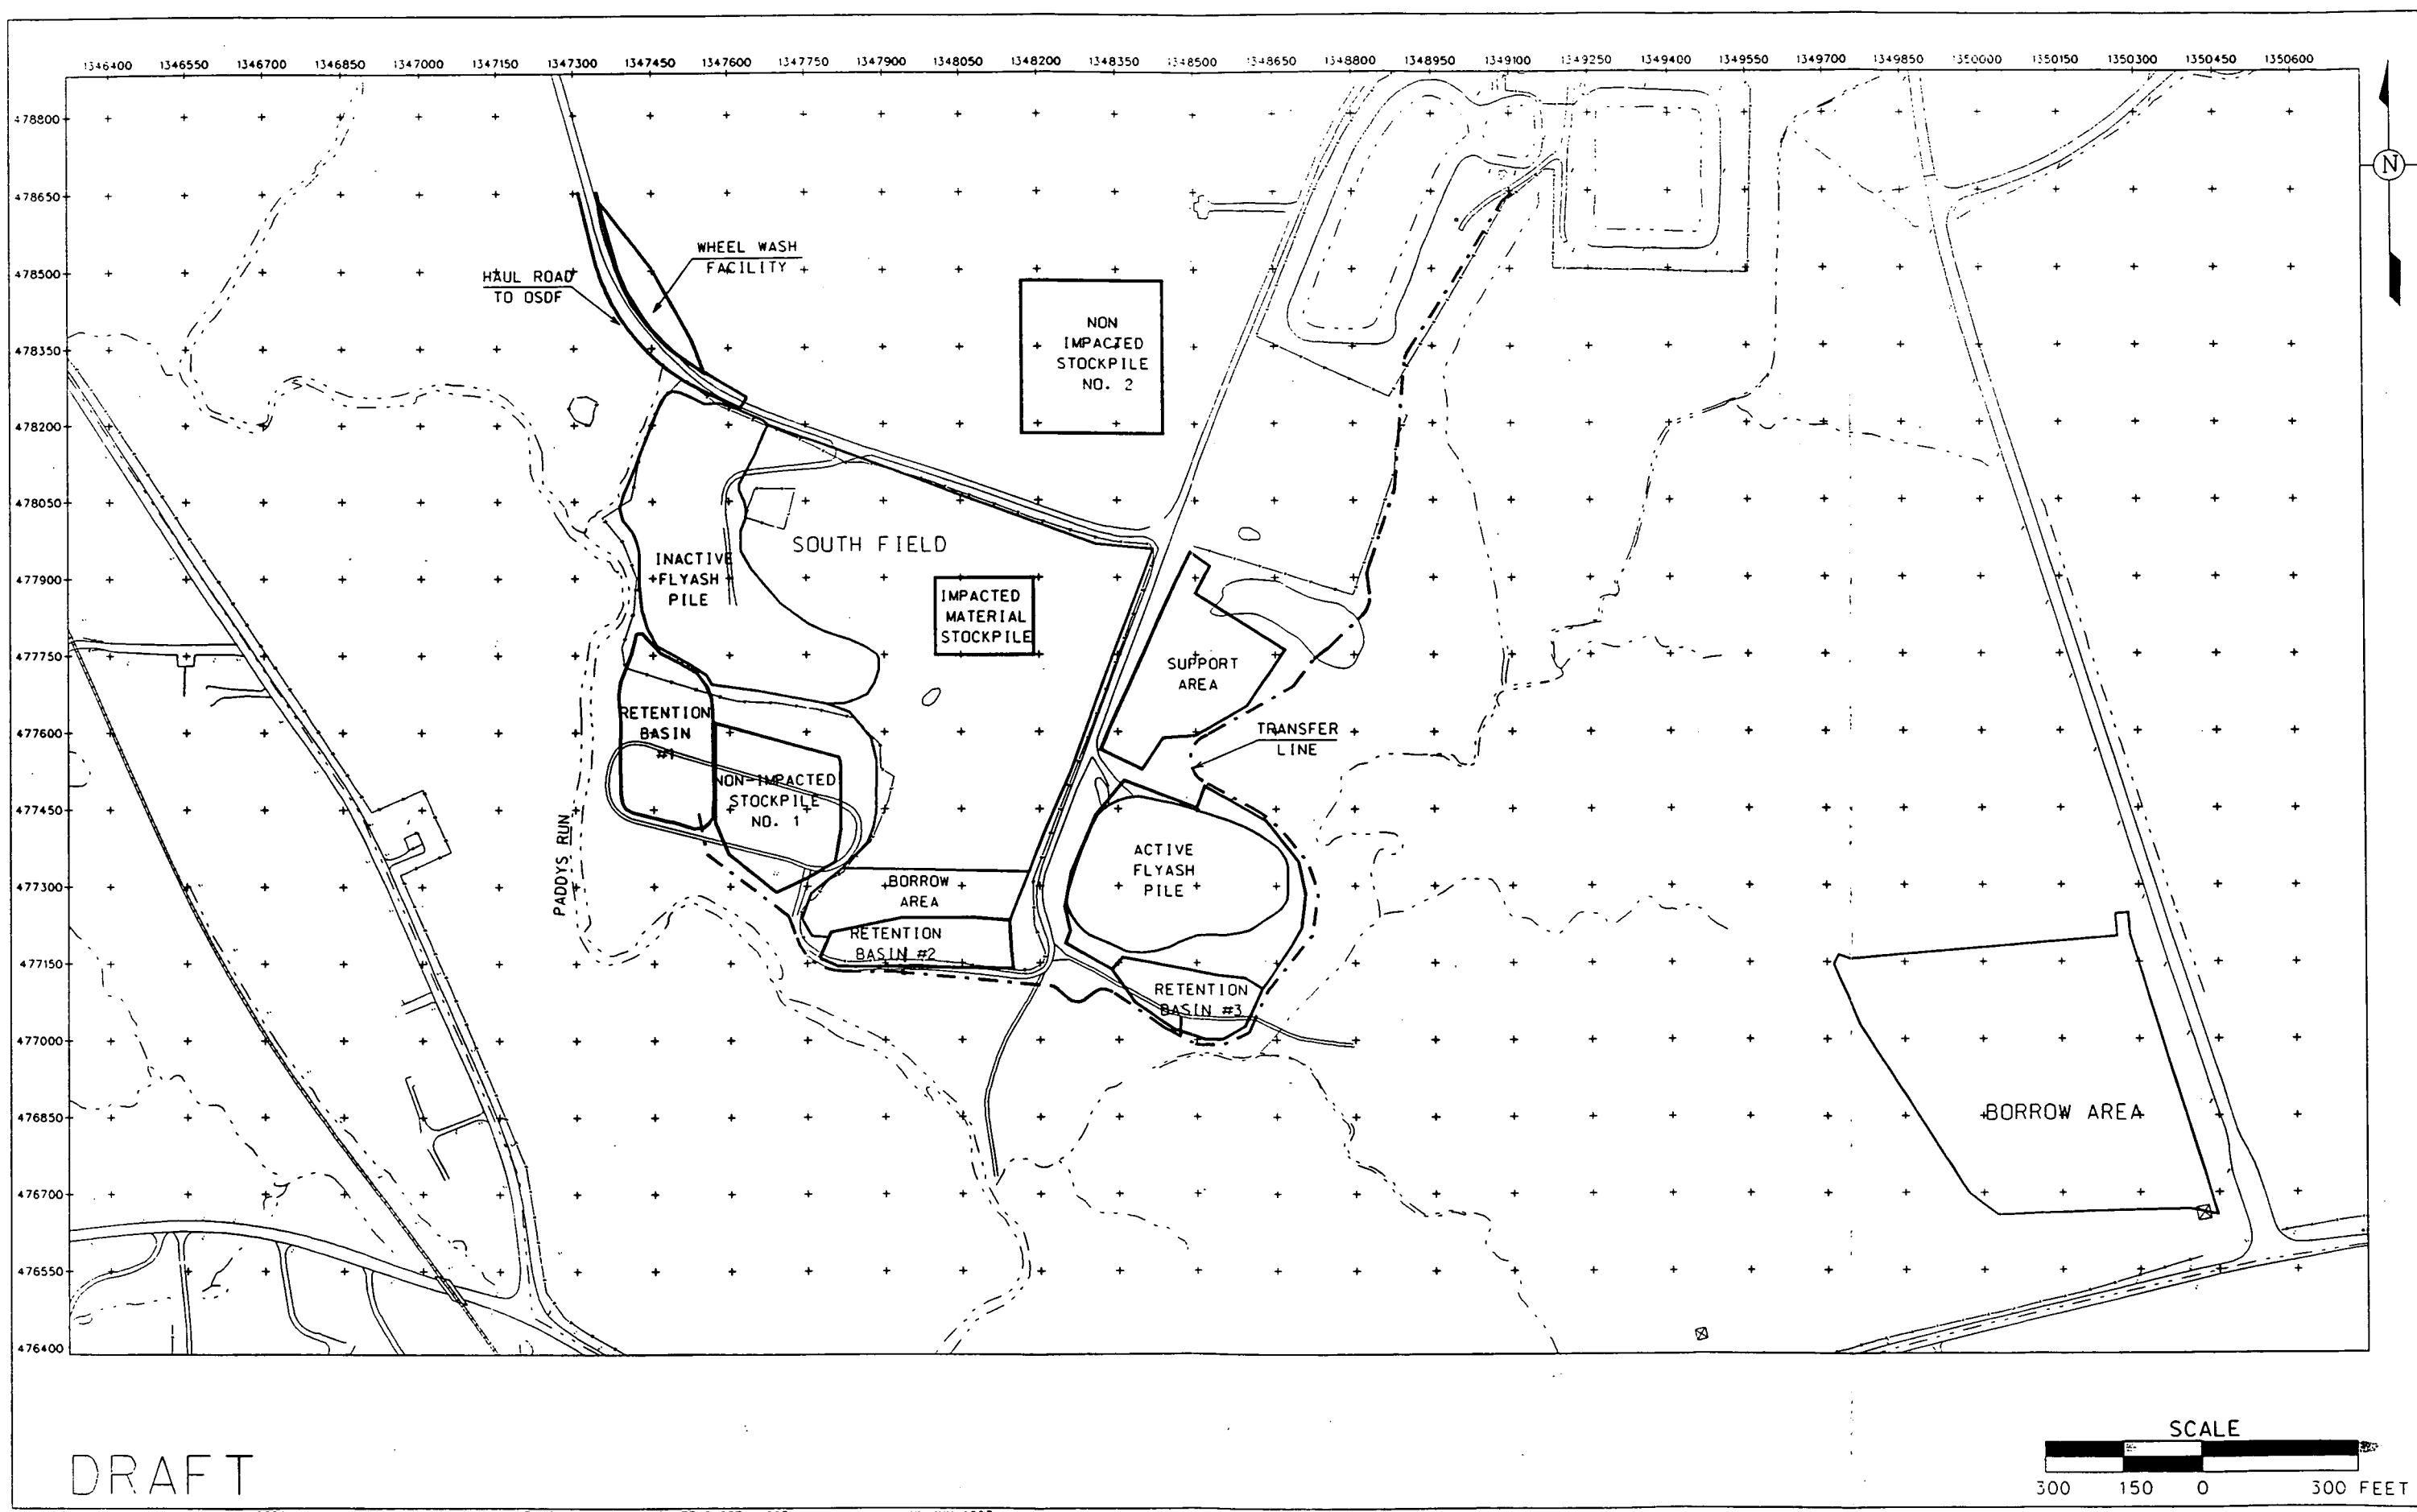 1346400 1346550 1346700 1346850 1347000 1347150 1347300 1347450 1347600 1347750 1347900 1348050 1348200 1348350 1348500 1348650 1348800 1348950 1349100 1349250 1349400 1349550 1349700 1349850 1350000 1350150 1350300 1350450 1350600
478800
478650
478500
478350
478200
478050
477900
477750
477600
477450
477300
477150
477000
476850
476700
476550
476400
N
WHEEL WASH
FACILITY
HAUL ROAD
TO OSDF
NON
IMPACTED
STOCKPILE
NO. 2
SOUTH FIELD
INACTIVE
FLYASH
PILE
IMPACTED
MATERIAL
STOCKPILE
SUPPORT
AREA
RETENTION
BASIN
#1
TRANSFER
LINE
NON-IMPACTED
STOCKPILE
NO. 1
PADDYS RUN
ACTIVE
FLYASH
PILE
BORROW
AREA
RETENTION
BASIN #2
RETENTION
BASIN #3
BORROW AREA
DRAFT
SCALE
300 150 0 300 FEET